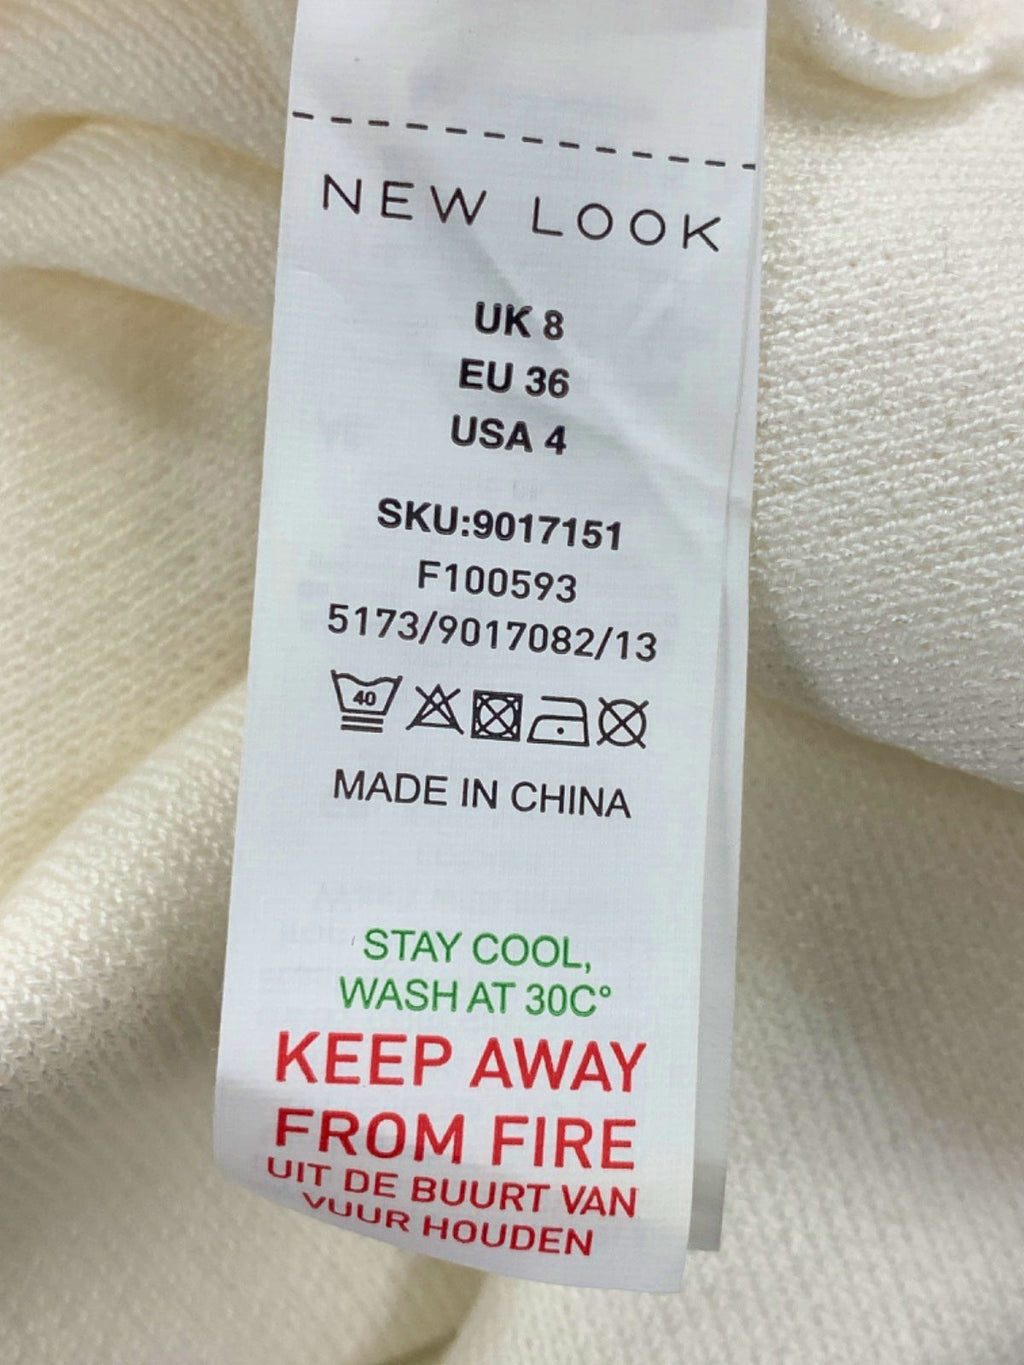 NEW LOOK
UK 8
EU 36
USA 4
SKU:9017151
F100593
5173/9017082/13
40
MADE IN CHINA
STAY COOL,
WASH AT 30C°
KEEP AWAY
FROM FIRE
UIT DE BUURT VAN
VUUR HOUDEN